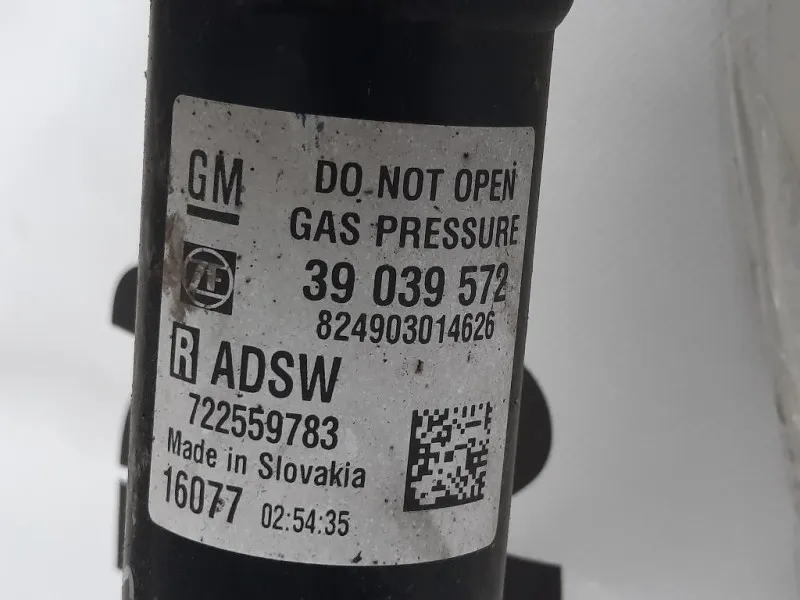 GM
DO NOT OPEN
GAS PRESSURE
ZF
39 039 572
824903014626
R ADSW
722559783
Made in Slovakia
16077 02:54:35